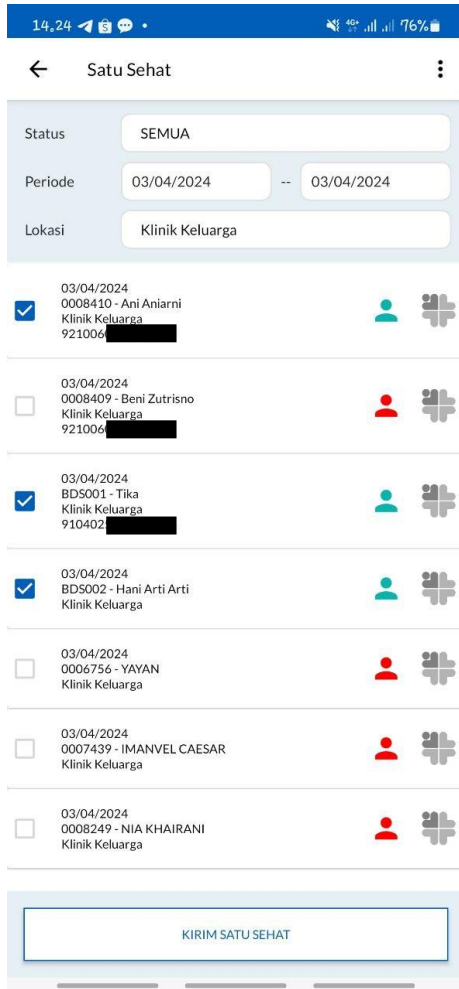 14.24
4G+
76%
Satu Sehat
Status
SEMUA
Periode
03/04/2024 -- 03/04/2024
Lokasi
Klinik Keluarga
03/04/2024
0008410 - Ani Aniarni
Klinik Keluarga
921006
03/04/2024
0008409 - Beni Zutrisno
Klinik Keluarga
921006
03/04/2024
BDS001 - Tika
Klinik Keluarga
910402
03/04/2024
BDS002 - Hani Arti Arti
Klinik Keluarga
03/04/2024
0006756 - YAYAN
Klinik Keluarga
03/04/2024
0007439 - IMANVEL CAESAR
Klinik Keluarga
03/04/2024
0008249 - NIA KHAIRANI
Klinik Keluarga
KIRIM SATU SEHAT